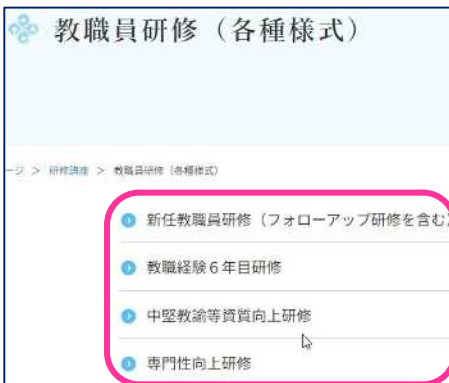 教職員研修（各種様式）
ージ > 研修講座 > 教職員研修（各種様式）
新任教職員研修（フォローアップ研修を含む）
教職経験６年目研修
中堅教諭等資質向上研修
専門性向上研修